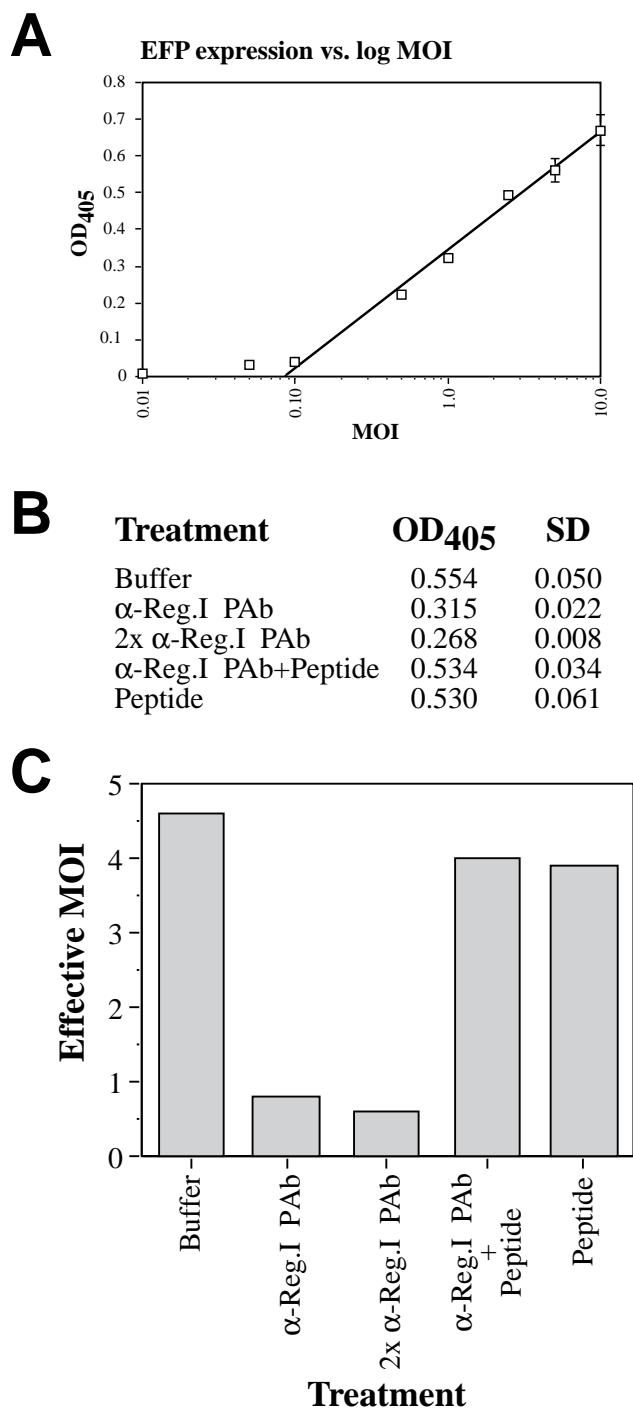 A
EFP expression vs. log MOI
0.8
0.7
0.6
0.5
0.4
0.3
0.2
0.1
0
OD405
0.01
0.10
1.0
10.0
MOI
B
Treatment OD405 SD
Buffer 0.554 0.050
α-Reg.I PAb 0.315 0.022
2x α-Reg.I PAb 0.268 0.008
α-Reg.I PAb+Peptide 0.534 0.034
Peptide 0.530 0.061
C
5
4
3
2
1
0
Effective MOI
Buffer
α-Reg.I PAb
2x α-Reg.I PAb
α-Reg.I PAb
+
Peptide
Peptide
Treatment